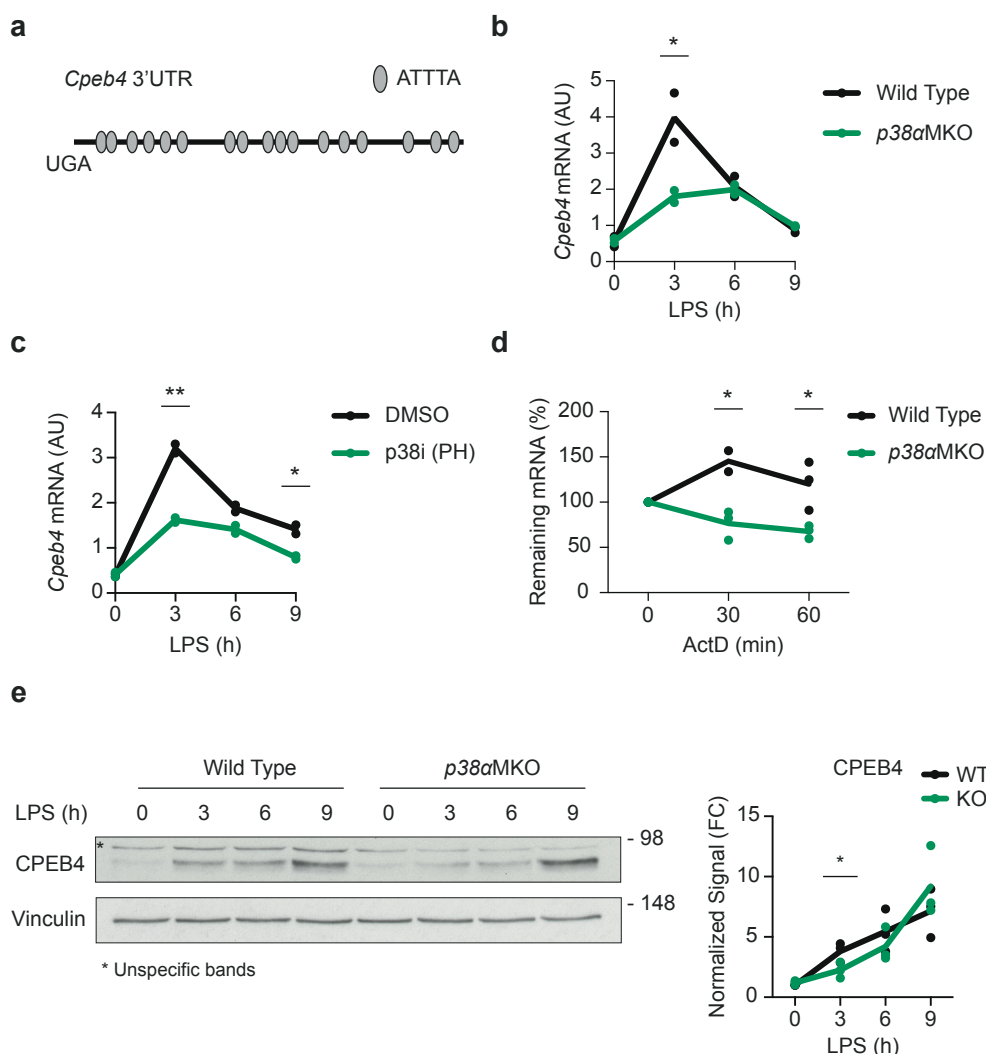 a
Cpeb4 3'UTR
ATTTA
UGA
b
Cpeb4 mRNA (AU)
5
4
3
2
1
0
*
0 3 6 9
LPS (h)
Wild Type
p38αMKO
c
Cpeb4 mRNA (AU)
4
3
2
1
0
**
*
0 3 6 9
LPS (h)
DMSO
p38i (PH)
d
Remaining mRNA (%)
200
150
100
50
0
* *
0 30 60
ActD (min)
Wild Type
p38αMKO
e
Wild Type p38αMKO
LPS (h) 0 3 6 9 0 3 6 9
*
CPEB4
- 98
Vinculin
- 148
* Unspecific bands
CPEB4
WT
KO
Normalized Signal (FC)
15
10
5
0
*
0 3 6 9
LPS (h)